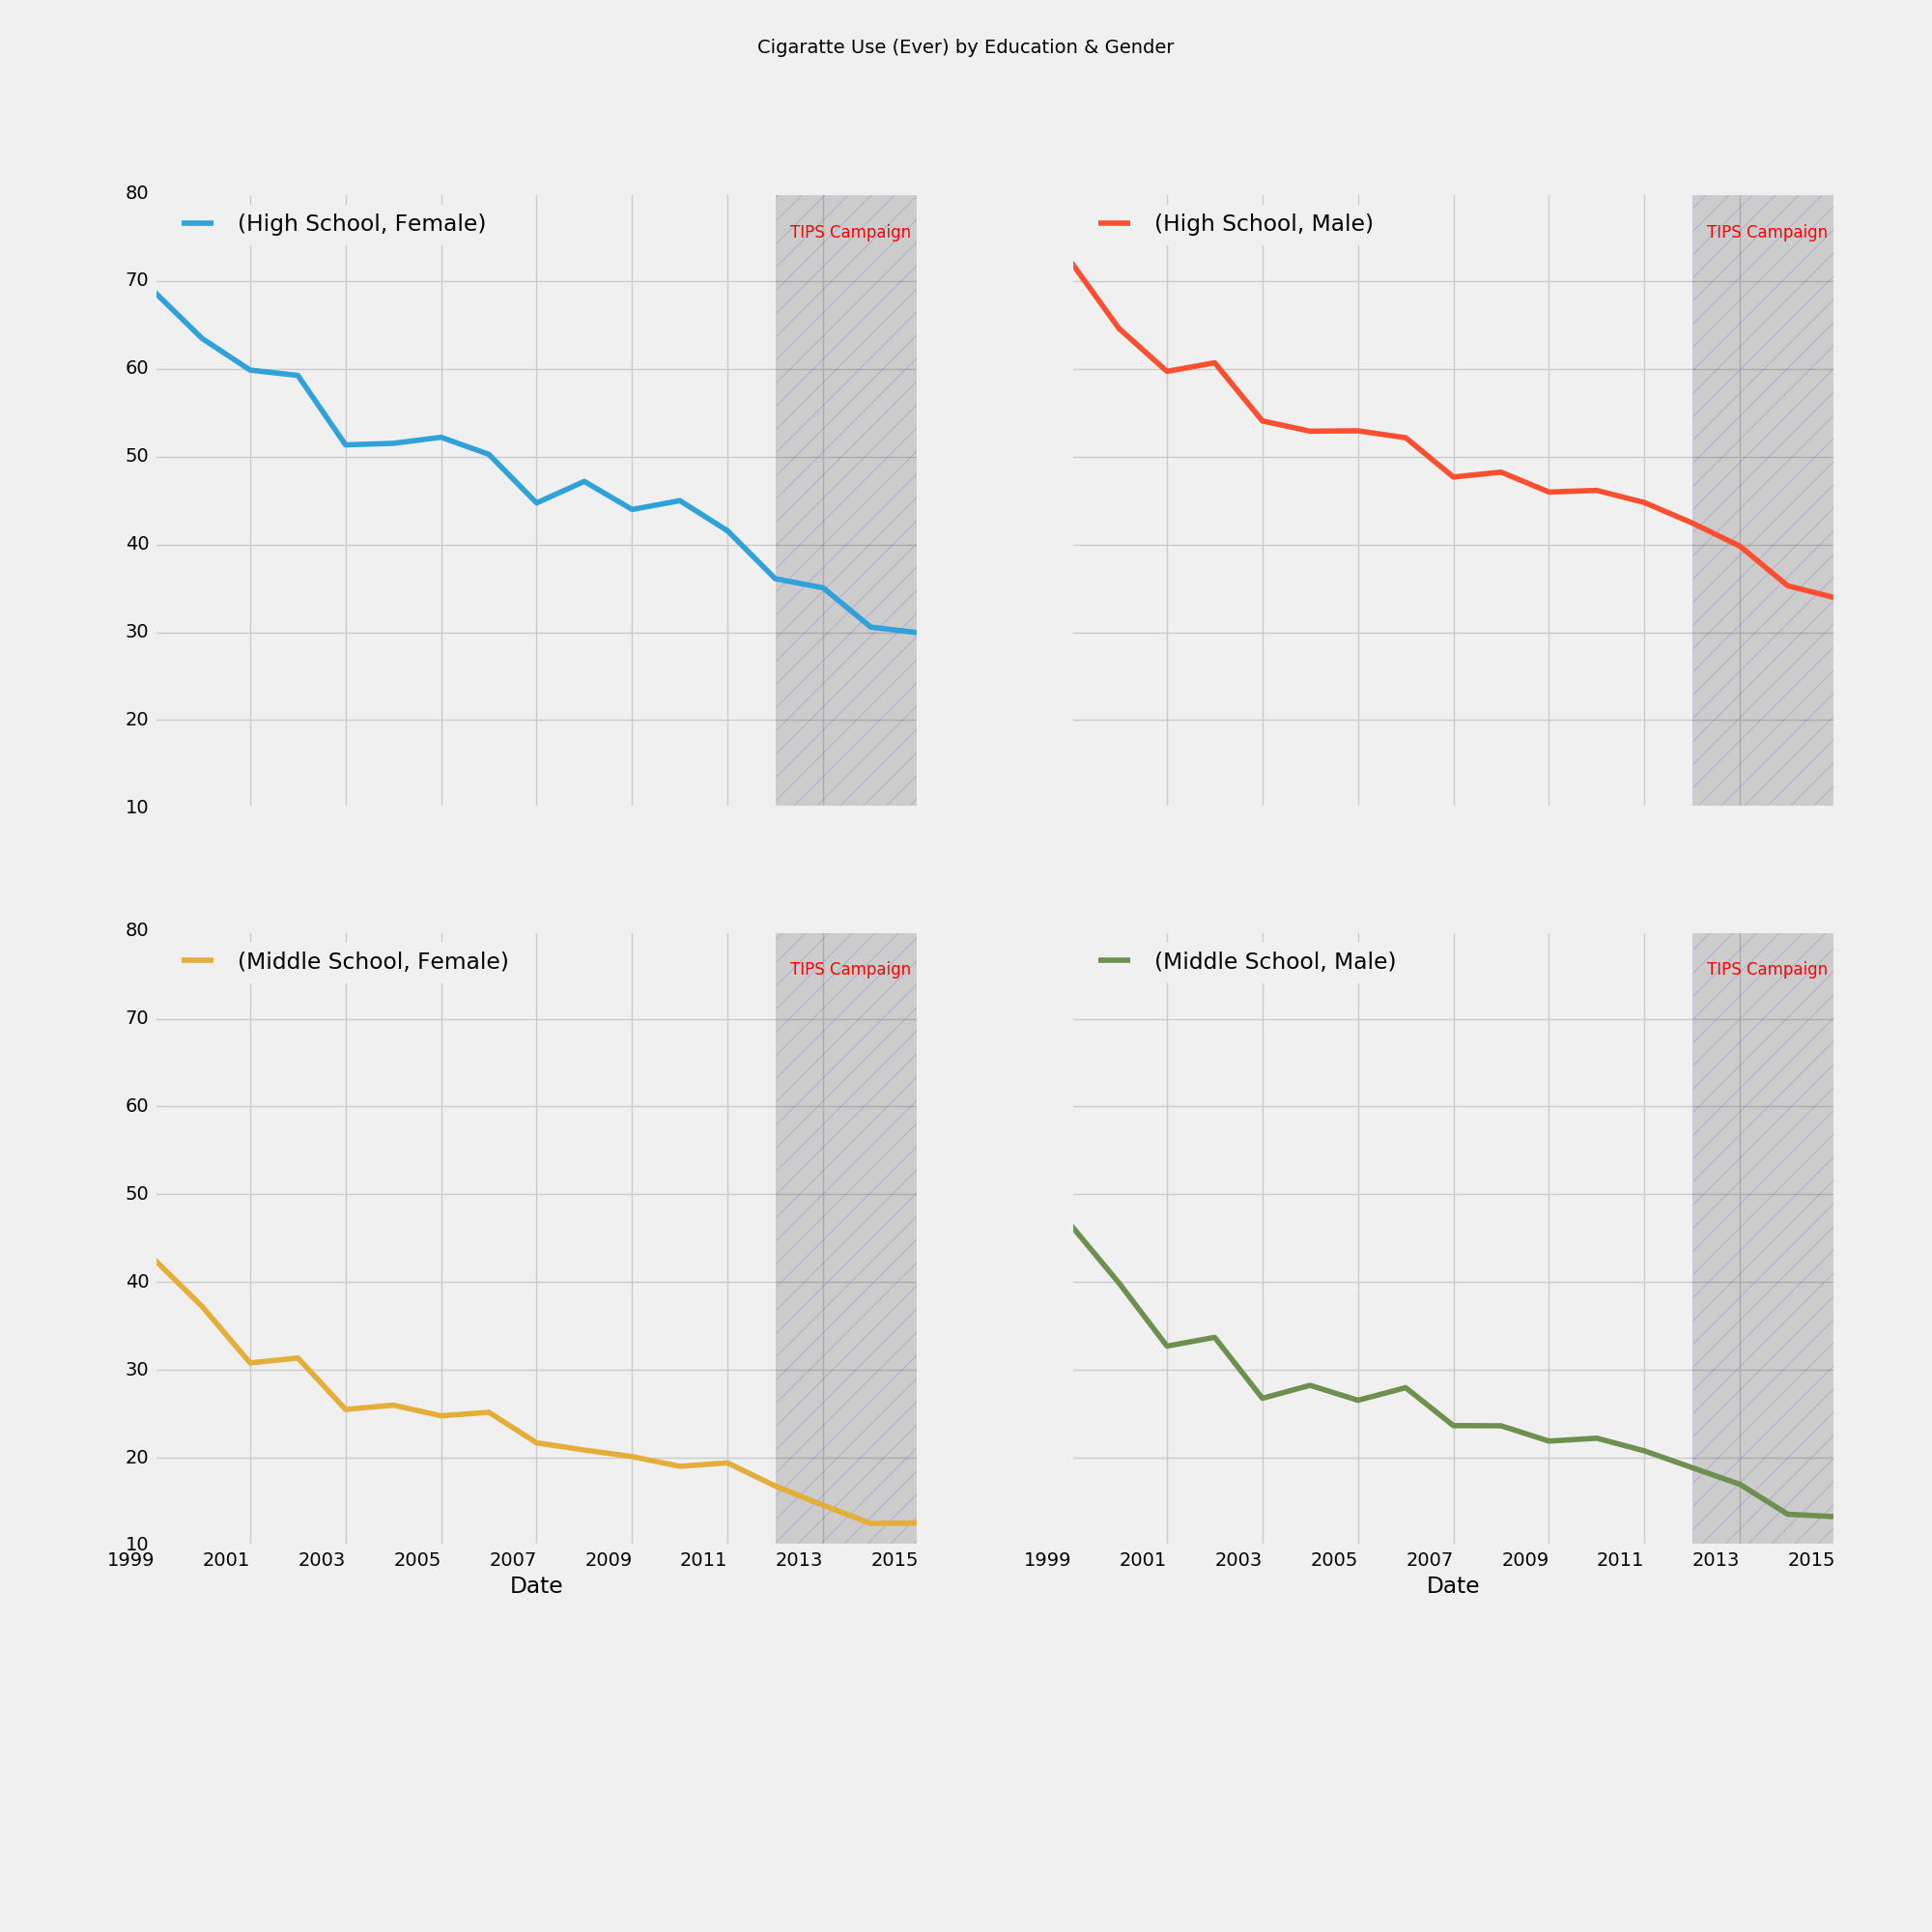 Cigaratte Use (Ever) by Education & Gender
80
70
60
50
40
30
20
10
(High School, Female)
TIPS Campaign
(High School, Male)
TIPS Campaign
80
70
60
50
40
30
20
10
(Middle School, Female)
TIPS Campaign
1999 2001 2003 2005 2007 2009 2011 2013 2015
Date
(Middle School, Male)
TIPS Campaign
1999 2001 2003 2005 2007 2009 2011 2013 2015
Date